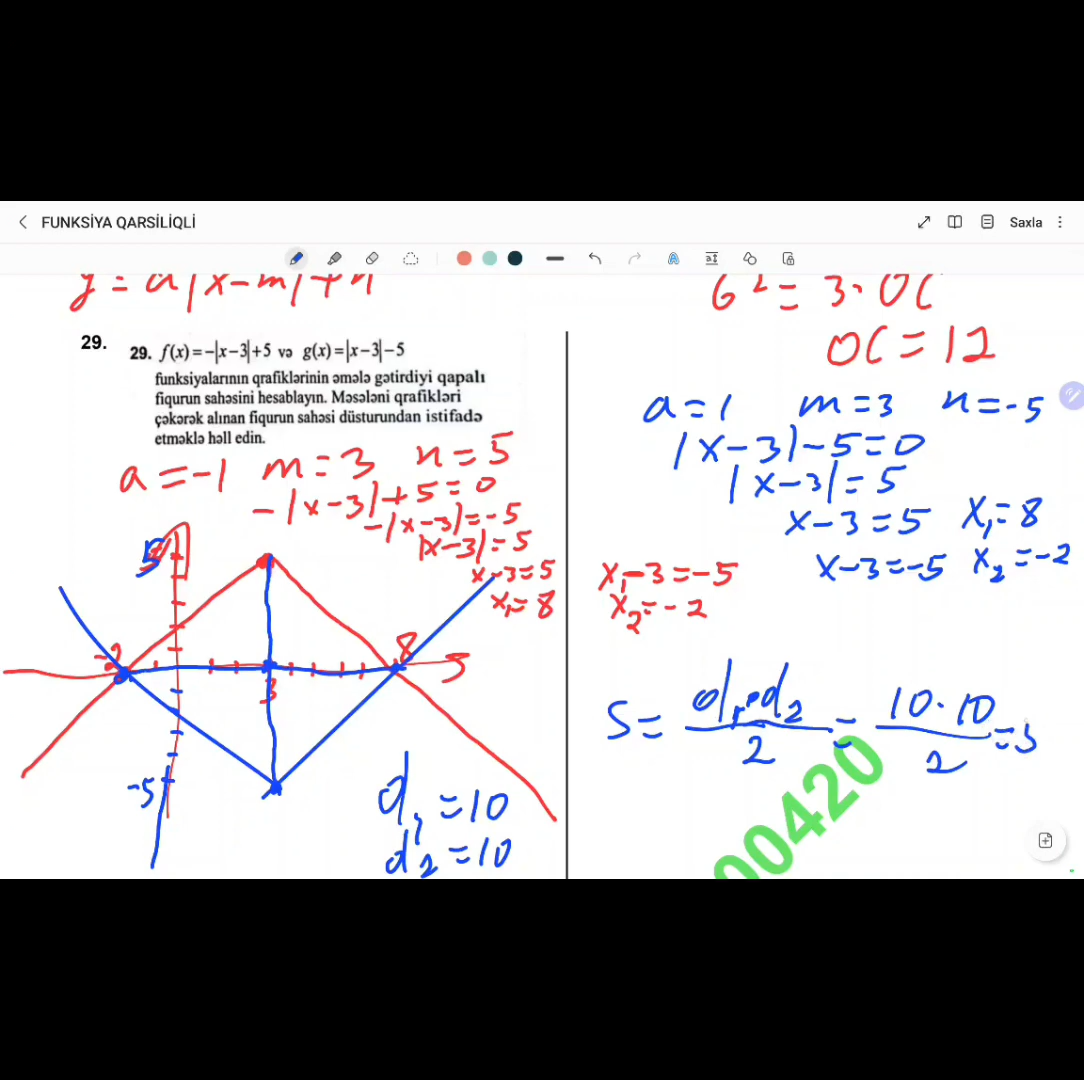 FUNKSİYA QARSİLİQLİ
Saxla
y = a|x-m|+n
29.
29. f(x)=-|x-3|+5 və g(x)=|x-3|-5
funksiyalarının qrafiklərinin əmələ gətirdiyi qapalı
fiqurun sahəsini hesablayın. Məsələni qrafikləri
çəkərək alınan fiqurun sahəsi düsturundan istifadə
etməklə həll edin.
a = -1 m = 3 n = 5
-|x-3|+5=0
-|x-3|=-5
|x-3|=5
x-3=5
x₁=8
x₁-3=-5
x₂=-2
5
-2
3
8
-5
d₁=10
d₂=10
6²= 3·OC
OC=12
a=1 m=3 n=-5
|x-3|-5=0
|x-3|=5
x-3=5 x₁=8
x-3=-5 x₂=-2
S= d₁·d₂/2 = 10·10/2 =
00420